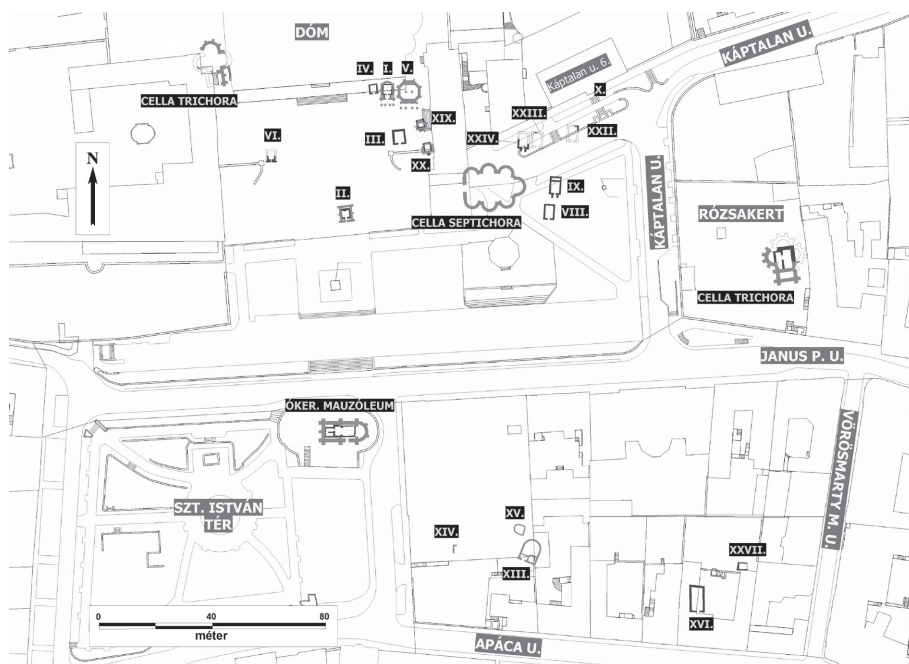 DÓM
KÁPTALAN U.
Káptalan u. 6.
IV.
I.
V.
X.
CELLA TRICHORA
XIX.
XXIII.
XXII.
VI.
III.
XXIV.
N
XX.
II.
IX.
VIII.
CELLA SEPTICHORA
KÁPTALAN U.
RÓZSAKERT
CELLA TRICHORA
JANUS P. U.
ÓKER. MAUZÓLEUM
VÖRÖSMARTY M. U.
SZT. ISTVÁN
TÉR
XV.
XIV.
XIII.
XXVII.
XVI.
0 40 80
méter
APÁCA U.